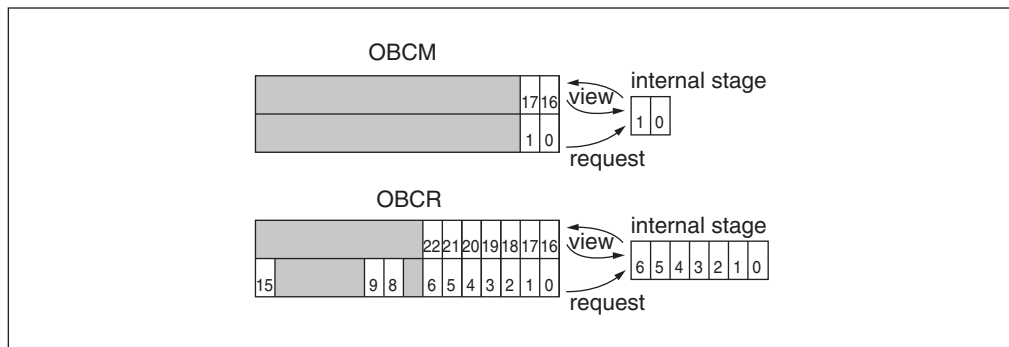 OBCM
internal stage
17 16
view
1 0
1 0
request
OBCR
internal stage
22 21 20 19 18 17 16
view
6 5 4 3 2 1 0
15 9 8 6 5 4 3 2 1 0
request